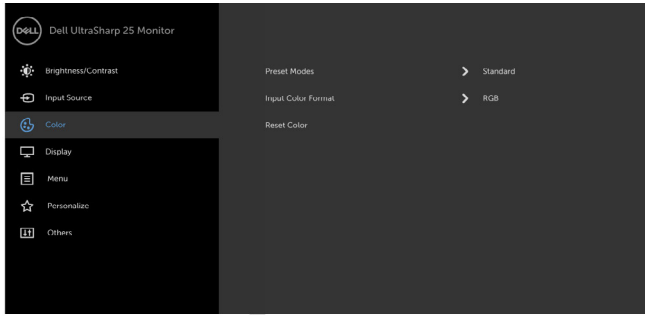 DELL Dell UltraSharp 25 Monitor
Brightness/Contrast
Input Source
Color
Display
Menu
Personalize
Others
Preset Modes Standard
Input Color Format RGB
Reset Color